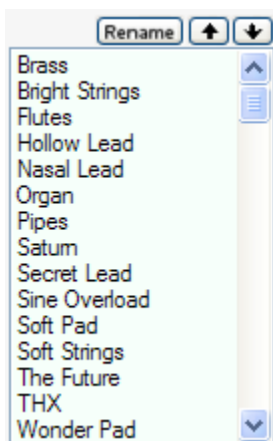 Rename
Brass
Bright Strings
Flutes
Hollow Lead
Nasal Lead
Organ
Pipes
Saturn
Secret Lead
Sine Overload
Soft Pad
Soft Strings
The Future
THX
Wonder Pad